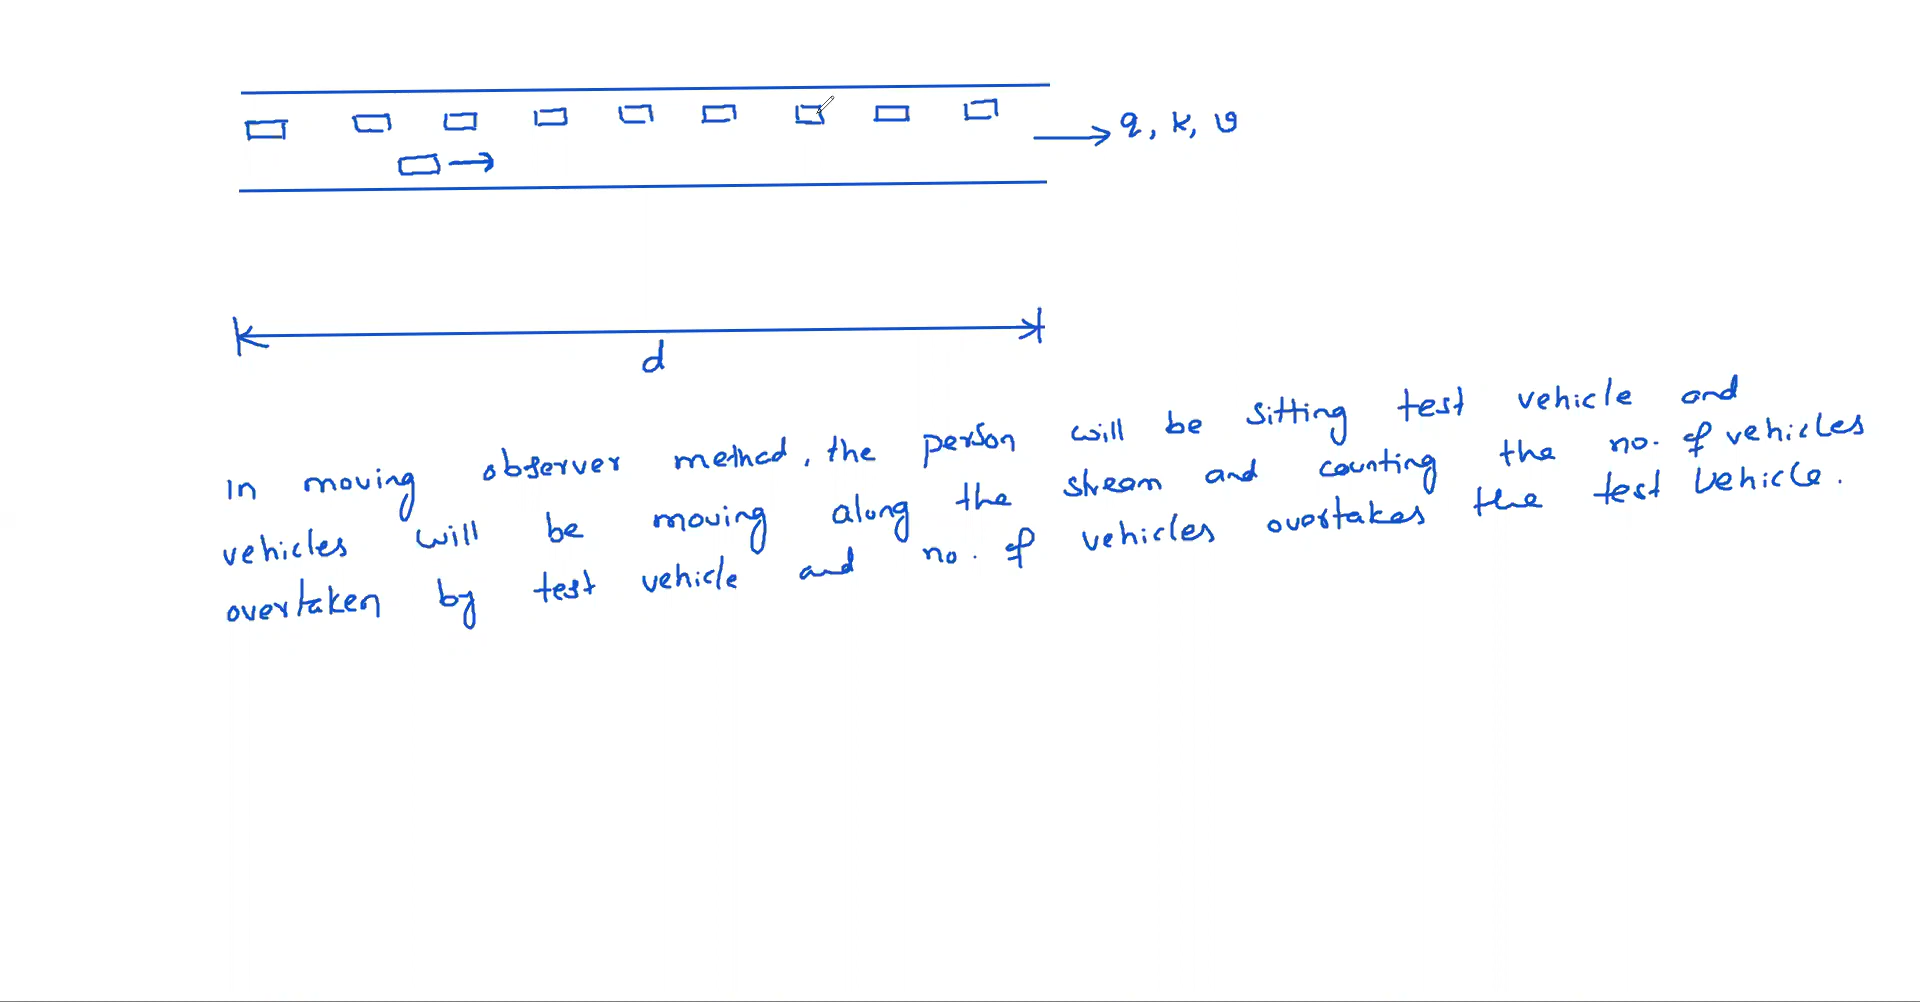 q, k, v
d
In moving observer method, the person will be sitting test vehicle and
vehicles will be moving along the stream and counting the no. of vehicles
overtaken by test vehicle and no. of vehicles overtakes the test vehicle.